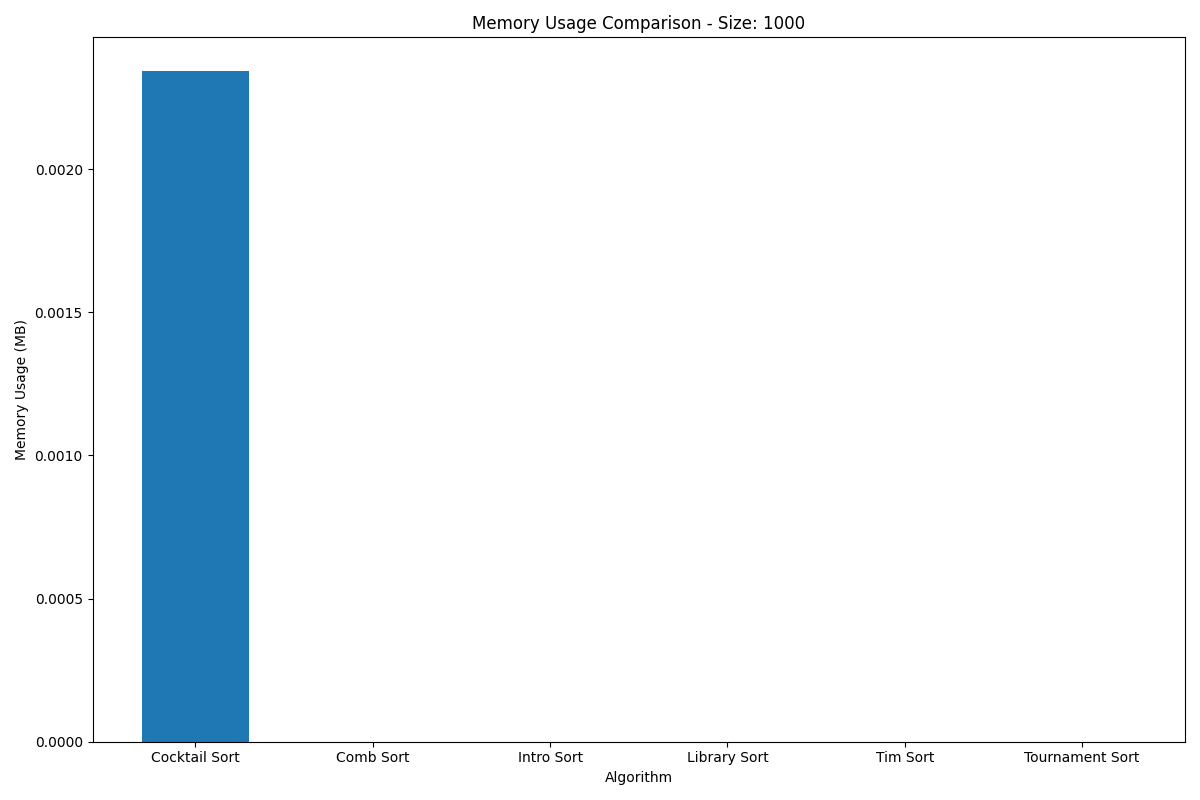 Memory Usage Comparison - Size: 1000
Memory Usage (MB)
0.0020
0.0015
0.0010
0.0005
0.0000
Cocktail Sort
Comb Sort
Intro Sort
Library Sort
Tim Sort
Tournament Sort
Algorithm